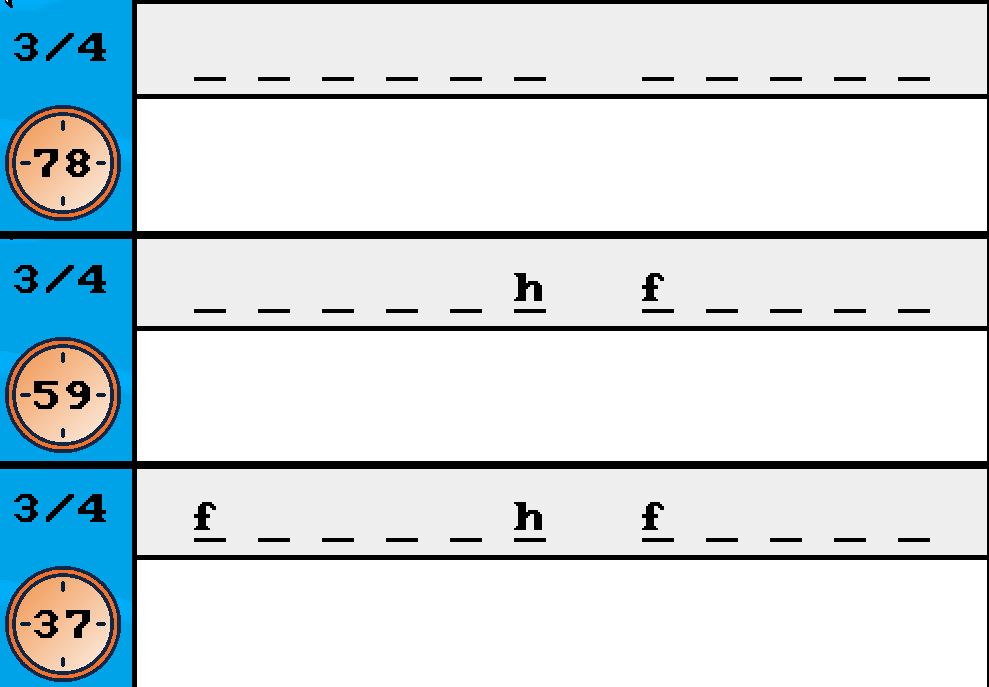 3/4 _ _ _ _ _ _  _ _ _ _ _
78
3/4 _ _ _ _ _ h  f _ _ _ _
59
3/4 f _ _ _ _ h  f _ _ _ _
37